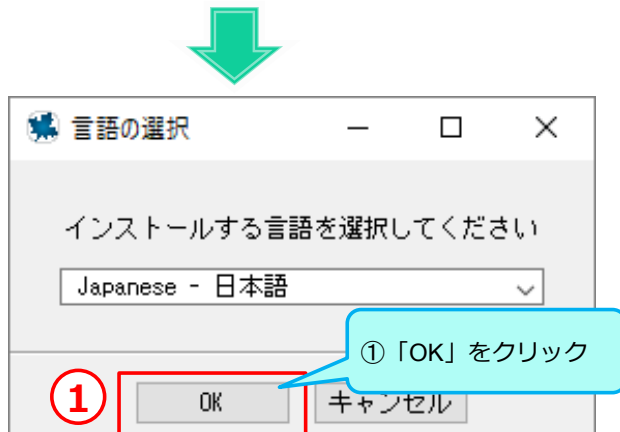 言語の選択
インストールする言語を選択してください
Japanese - 日本語
①「OK」をクリック
①
OK
キャンセル